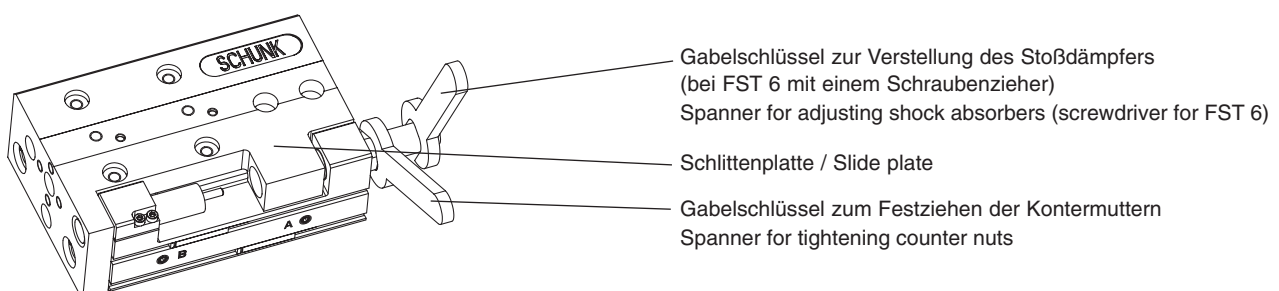 SCHUNK
A
B
Gabelschlüssel zur Verstellung des Stoßdämpfers
(bei FST 6 mit einem Schraubenzieher)
Spanner for adjusting shock absorbers (screwdriver for FST 6)
Schlittenplatte / Slide plate
Gabelschlüssel zum Festziehen der Kontermuttern
Spanner for tightening counter nuts